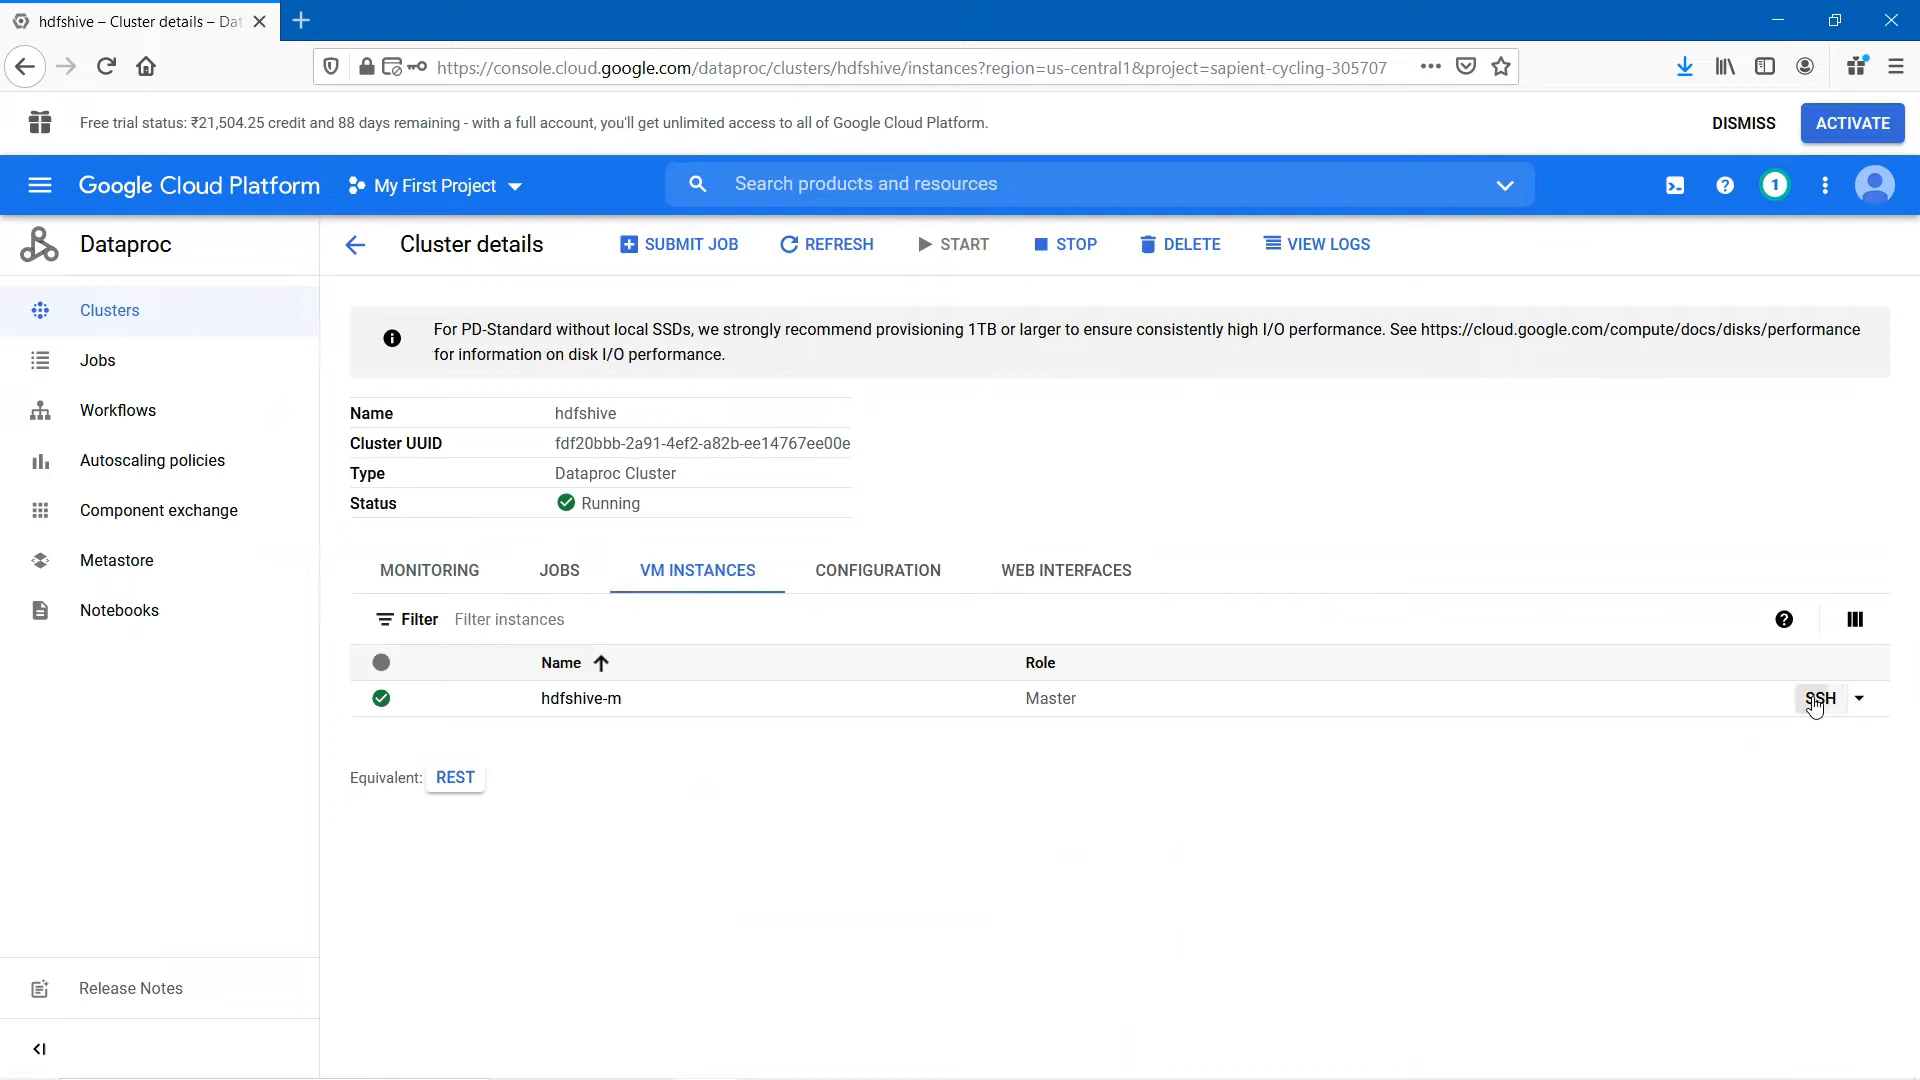 hdfshive – Cluster details – Dat
https://console.cloud.google.com/dataproc/clusters/hdfshive/instances?region=us-central1&project=sapient-cycling-305707
Free trial status: ₹21,504.25 credit and 88 days remaining - with a full account, you'll get unlimited access to all of Google Cloud Platform.
DISMISS
ACTIVATE
Google Cloud Platform
My First Project
Search products and resources
1
Dataproc
Cluster details
SUBMIT JOB
REFRESH
START
STOP
DELETE
VIEW LOGS
Clusters
Jobs
Workflows
Autoscaling policies
Component exchange
Metastore
Notebooks
Release Notes
For PD-Standard without local SSDs, we strongly recommend provisioning 1TB or larger to ensure consistently high I/O performance. See https://cloud.google.com/compute/docs/disks/performance
for information on disk I/O performance.
Name hdfshive
Cluster UUID fdf20bbb-2a91-4ef2-a82b-ee14767ee00e
Type Dataproc Cluster
Status Running
MONITORING JOBS VM INSTANCES CONFIGURATION WEB INTERFACES
Filter Filter instances
Name Role
hdfshive-m Master SSH
Equivalent: REST